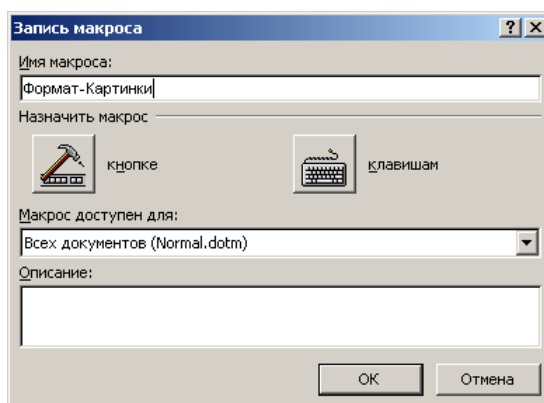 Запись макроса
Имя макроса:
Формат-Картинки
Назначить макрос
кнопке
клавишам
Макрос доступен для:
Всех документов (Normal.dotm)
Описание:
ОК
Отмена